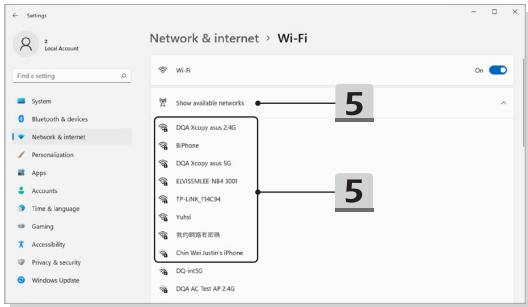 Settings
z
Local Account
Find a setting
System
Bluetooth & devices
Network & internet
Personalization
Apps
Accounts
Time & language
Gaming
Accessibility
Privacy & security
Windows Update
Network & internet > Wi-Fi
Wi-Fi
On
Show available networks
5
DQA Xcopy asus 2.4G
BiPhone
DQA Xcopy asus 5G
ELVISSMLEE-NB4 3001
5
TP-LINK_F14C94
Yuhsi
我的網路有密碼
Chin Wei Justin's iPhone
DQ-int5G
DQA AC Test AP 2.4G